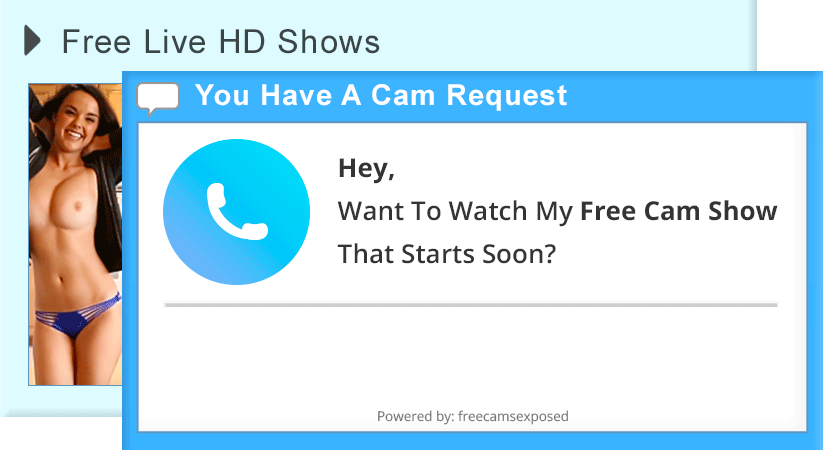 Free Live HD Shows
You Have A Cam Request
Hey,
Want To Watch My Free Cam Show
That Starts Soon?
Powered by: freecamsexposed